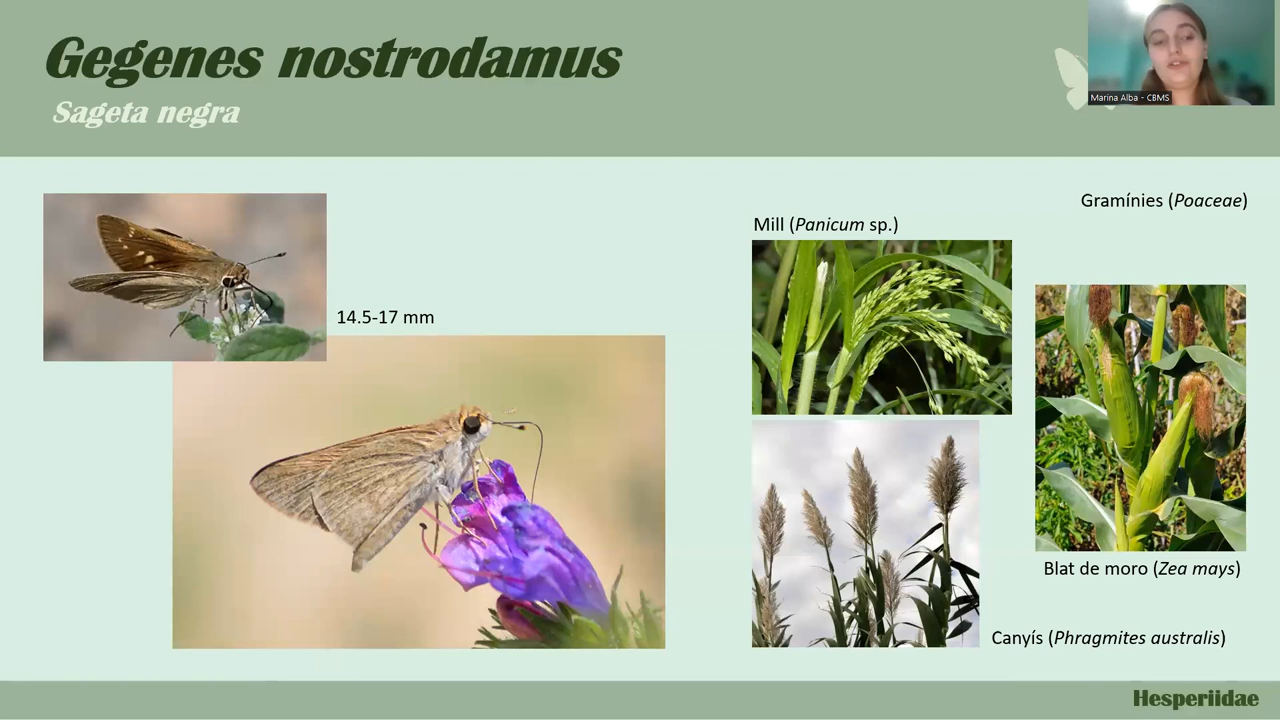 Gegenes nostrodamus
Sageta negra
Marina Alba - CBMS
14.5-17 mm
Gramínies (Poaceae)
Mill (Panicum sp.)
Blat de moro (Zea mays)
Canyís (Phragmites australis)
Hesperiidae